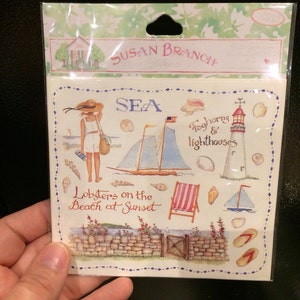 SUSAN BRANCH
SEA
foghorns
&
lighthouses
Lobsters on the
Beach at Sunset